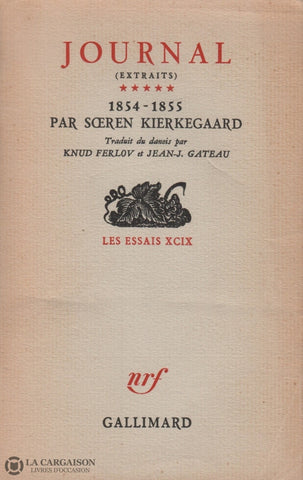 JOURNAL
(EXTRAITS)
★★★★★
1854-1855
PAR SŒREN KIERKEGAARD
Traduit du danois par
KNUD FERLOV et JEAN-J. GATEAU
LES ESSAIS XCIX
nrf
GALLIMARD
LA CARGAISON
LIVRES D'OCCASION